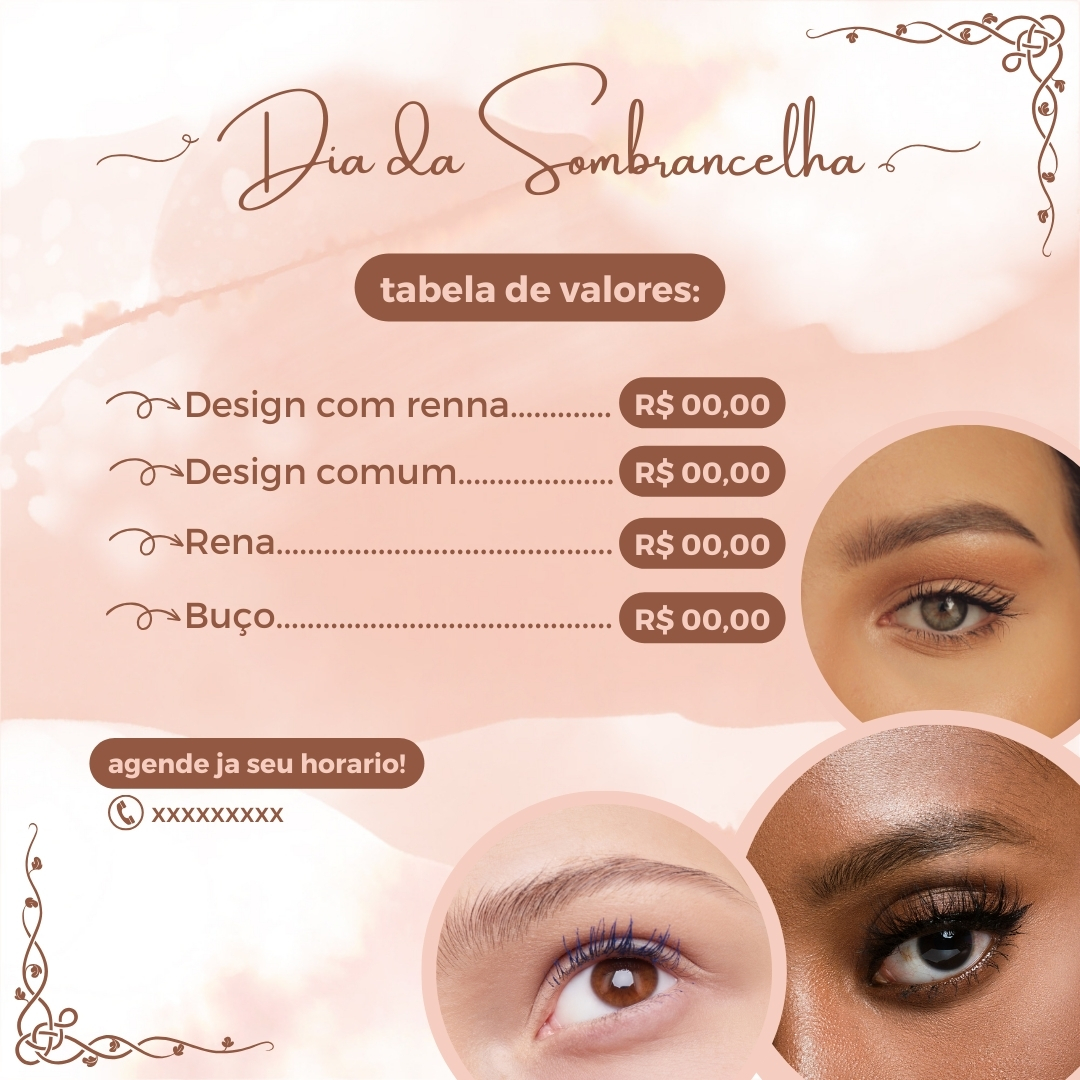 Dia da Sombrancelha
tabela de valores:
Design com renna............. R$ 00,00
Design comum.................... R$ 00,00
Rena........................................... R$ 00,00
Buço........................................... R$ 00,00
agende ja seu horario!
xxxxxxxxx